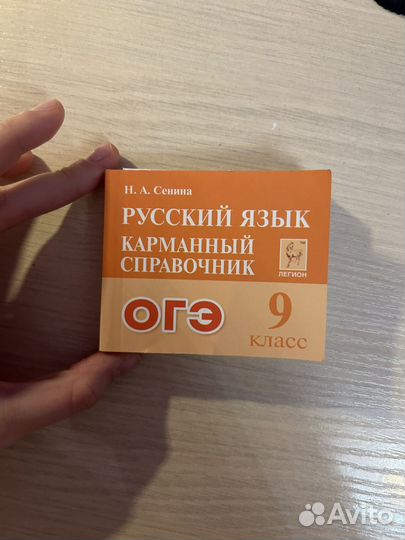 Н. А. Сенина
РУССКИЙ ЯЗЫК
КАРМАННЫЙ
СПРАВОЧНИК
ЛЕГИОН
ОГЭ
9
класс
Avito